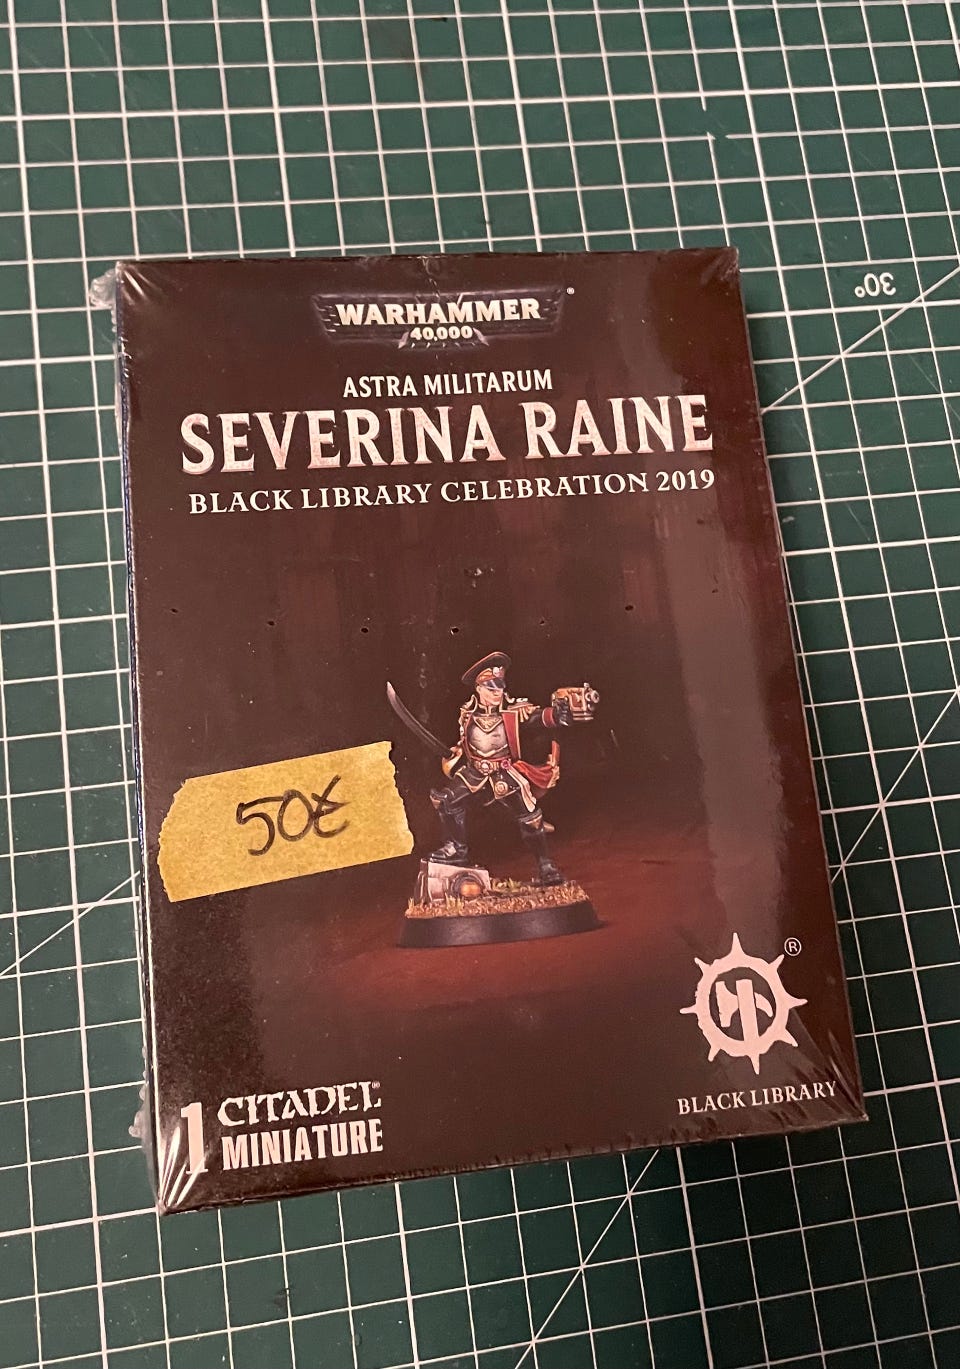 WARHAMMER®
40,000
ASTRA MILITARUM
SEVERINA RAINE
BLACK LIBRARY CELEBRATION 2019
30°
50€
®
BLACK LIBRARY
1 CITADEL®
MINIATURE